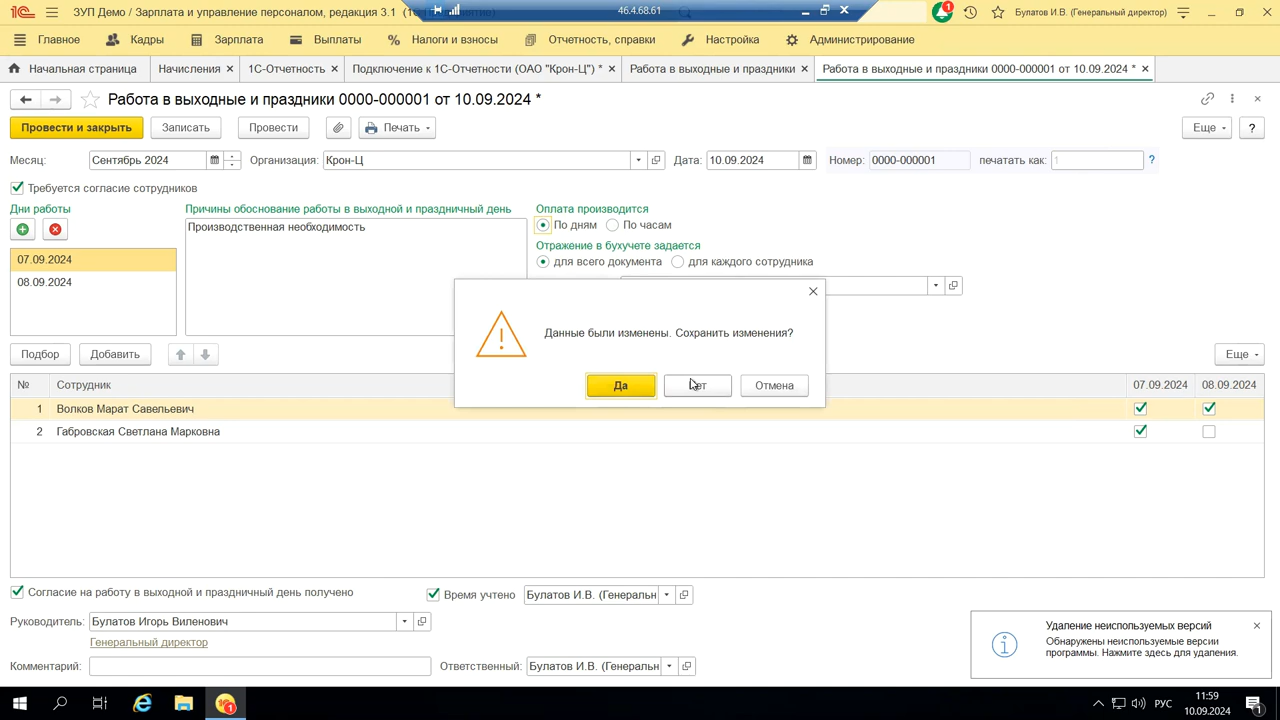 ЗУП Демо / Зарплата и управление персоналом, редакция 3.1 (1С:Предприятие)
46.4.68.61
1
Булатов И.В. (Генеральный директор)
Главное
Кадры
Зарплата
Выплаты
Налоги и взносы
Отчетность, справки
Настройка
Администрирование
Начальная страница
Начисления
1С-Отчетность
Подключение к 1С-Отчетности (ОАО "Крон-Ц") *
Работа в выходные и праздники
Работа в выходные и праздники 0000-000001 от 10.09.2024 *
Работа в выходные и праздники 0000-000001 от 10.09.2024 *
Провести и закрыть
Записать
Провести
Печать
Еще
?
Месяц:
Сентябрь 2024
Организация:
Крон-Ц
Дата:
10.09.2024
Номер:
0000-000001
печатать как:
1
?
Требуется согласие сотрудников
Дни работы
Причины обоснование работы в выходной и праздничный день
Оплата производится
Производственная необходимость
По дням
По часам
Отражение в бухучете задается
07.09.2024
для всего документа
для каждого сотрудника
08.09.2024
Данные были изменены. Сохранить изменения?
Да
Отмена
Подбор
Добавить
Еще
№
Сотрудник
07.09.2024
08.09.2024
1
Волков Марат Савельевич
2
Габровская Светлана Марковна
Согласие на работу в выходной и праздничный день получено
Время учтено
Булатов И.В. (Генеральн
Руководитель:
Булатов Игорь Виленович
Генеральный директор
Комментарий:
Ответственный:
Булатов И.В. (Генеральн
Удаление неиспользуемых версий
Обнаружены неиспользуемые версии
программы. Нажмите здесь для удаления.
РУС
11:59
10.09.2024
1